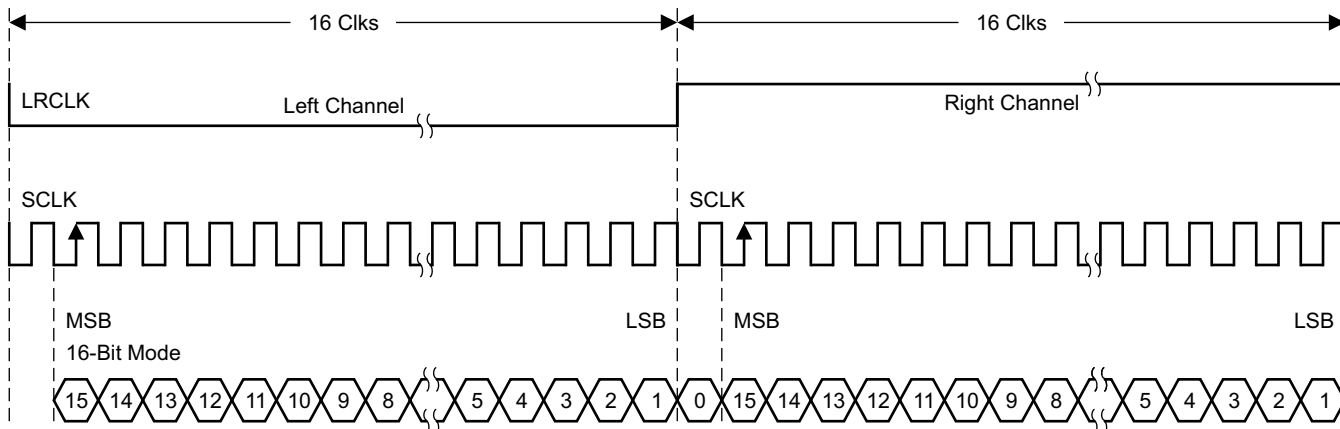 16 Clks 16 Clks
LRCLK Left Channel Right Channel
SCLK SCLK
MSB LSB MSB LSB
16-Bit Mode
15 14 13 12 11 10 9 8 5 4 3 2 1 0 15 14 13 12 11 10 9 8 5 4 3 2 1